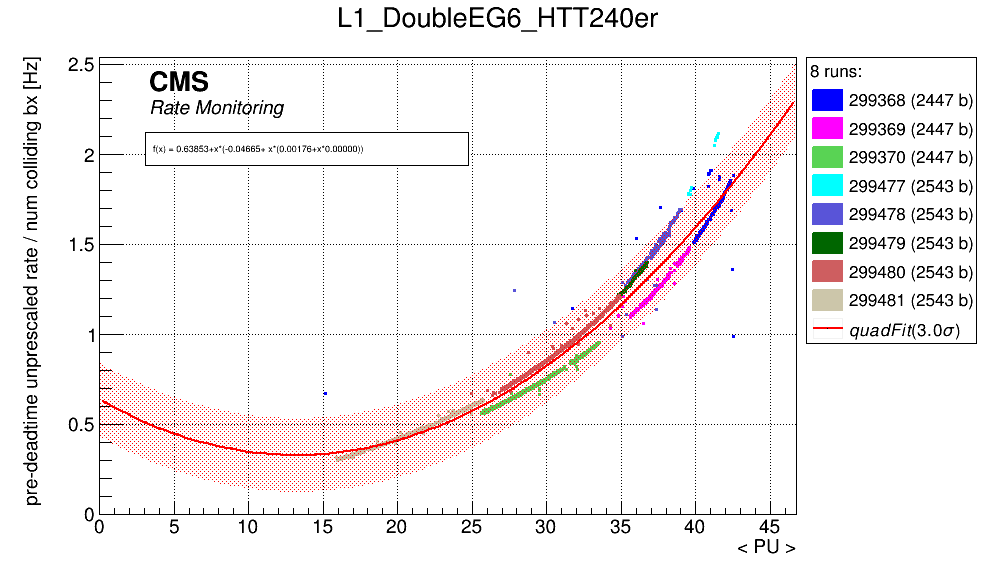 L1_DoubleEG6_HTT240er
pre-deadtime unprescaled rate / num colliding bx [Hz]
CMS
Rate Monitoring
f(x) = 0.63853+x*(-0.04665+ x*(0.00176+x*0.00000))
2.5
2
1.5
1
0.5
0
0 5 10 15 20 25 30 35 40 45
< PU >
8 runs:
299368 (2447 b)
299369 (2447 b)
299370 (2447 b)
299477 (2543 b)
299478 (2543 b)
299479 (2543 b)
299480 (2543 b)
299481 (2543 b)
quadFit(3.0σ)